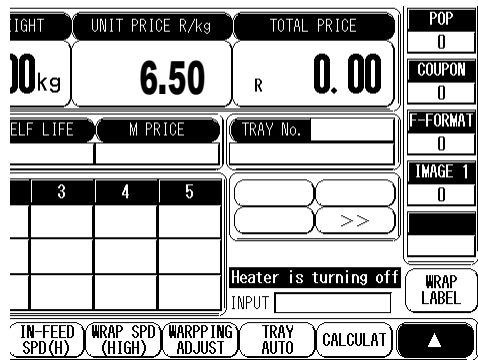 UNIT PRICE R/kg
TOTAL PRICE
POP
0
kg
6.50
R
0.00
COUPON
0
LIFE
M PRICE
TRAY No.
F-FORMAT
0
IMAGE 1
0
3
4
5
>>
Heater is turning off
INPUT
WRAP
LABEL
IN-FEED
SPD(H)
WRAP SPD
(HIGH)
WARPPING
ADJUST
TRAY
AUTO
CALCULAT
▲